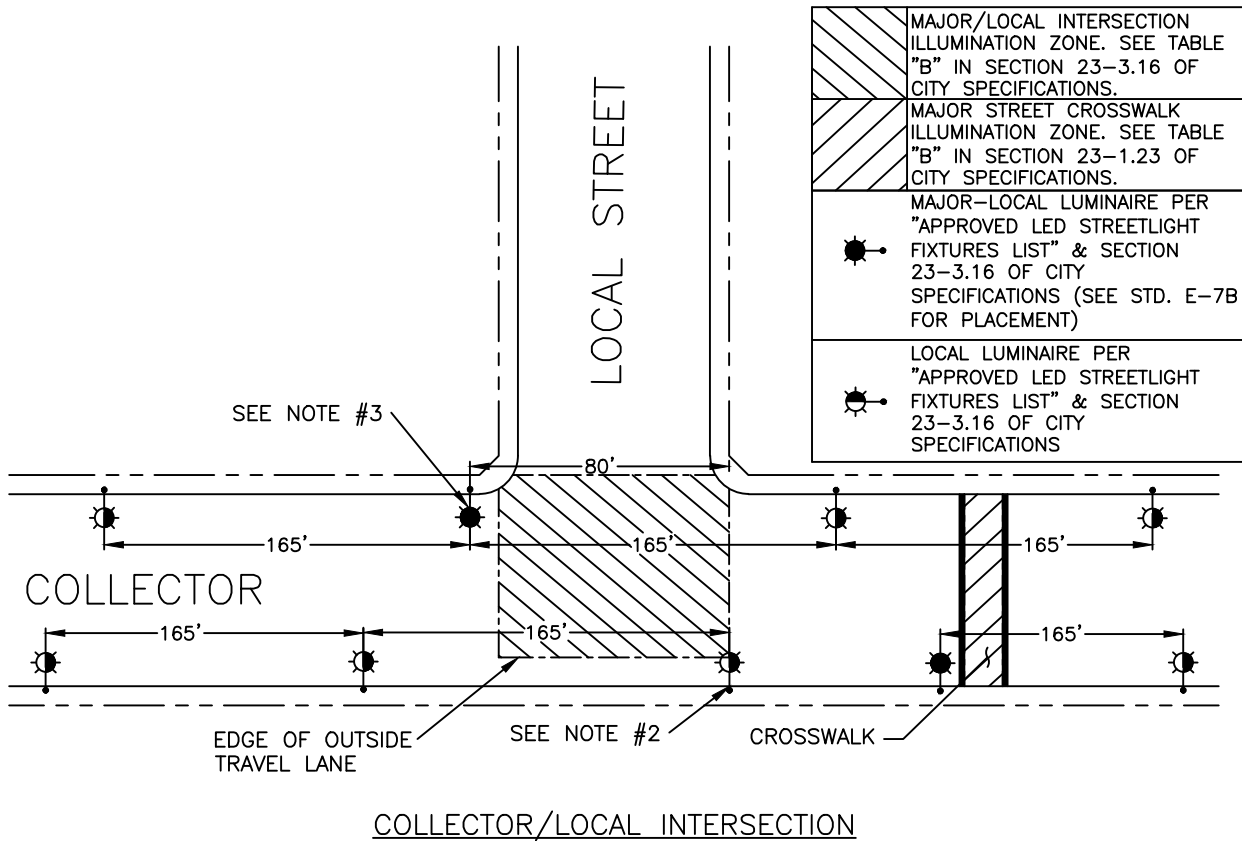 MAJOR/LOCAL INTERSECTION
ILLUMINATION ZONE. SEE TABLE
"B" IN SECTION 23-3.16 OF
CITY SPECIFICATIONS.
MAJOR STREET CROSSWALK
ILLUMINATION ZONE. SEE TABLE
"B" IN SECTION 23-1.23 OF
CITY SPECIFICATIONS.
MAJOR-LOCAL LUMINAIRE PER
"APPROVED LED STREETLIGHT
FIXTURES LIST" & SECTION
23-3.16 OF CITY
SPECIFICATIONS (SEE STD. E-7B
FOR PLACEMENT)
LOCAL LUMINAIRE PER
"APPROVED LED STREETLIGHT
FIXTURES LIST" & SECTION
23-3.16 OF CITY
SPECIFICATIONS
LOCAL STREET
SEE NOTE #3
80'
165'
165'
165'
COLLECTOR
165'
165'
165'
EDGE OF OUTSIDE
TRAVEL LANE
SEE NOTE #2
CROSSWALK
COLLECTOR/LOCAL INTERSECTION